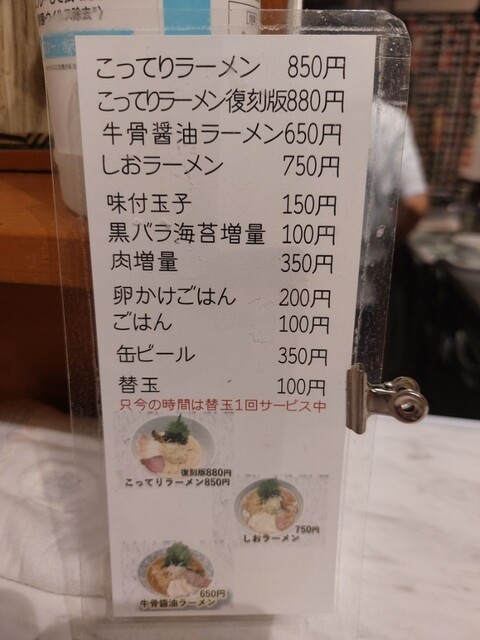 こってりラーメン 850円
こってりラーメン復刻版880円
牛骨醤油ラーメン650円
しおラーメン 750円
味付玉子 150円
黒バラ海苔増量 100円
肉増量 350円
卵かけごはん 200円
ごはん 100円
缶ビール 350円
替玉 100円
只今の時間は替玉1回サービス中
復刻版880円
こってりラーメン850円
750円
しおラーメン
650円
牛骨醤油ラーメン